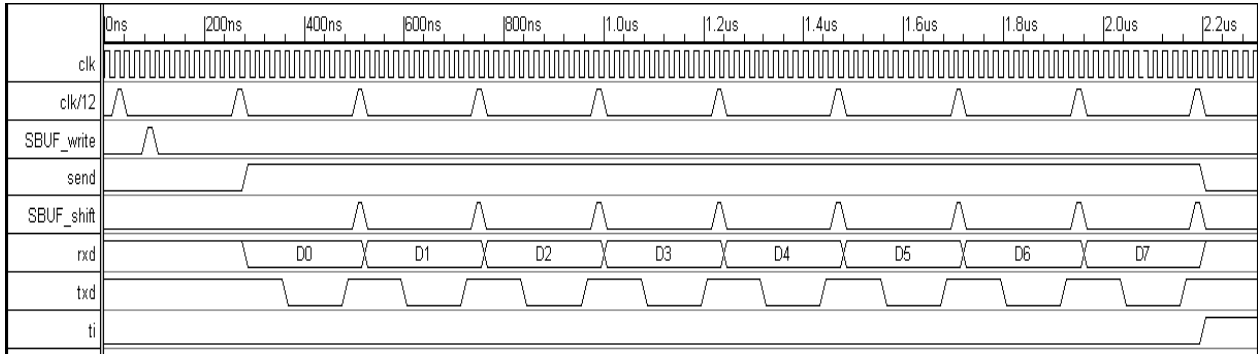 0ns 200ns 400ns 600ns 800ns 1.0us 1.2us 1.4us 1.6us 1.8us 2.0us 2.2us
clk
clk/12
SBUF_write
send
SBUF_shift
rxd D0 D1 D2 D3 D4 D5 D6 D7
txd
ti